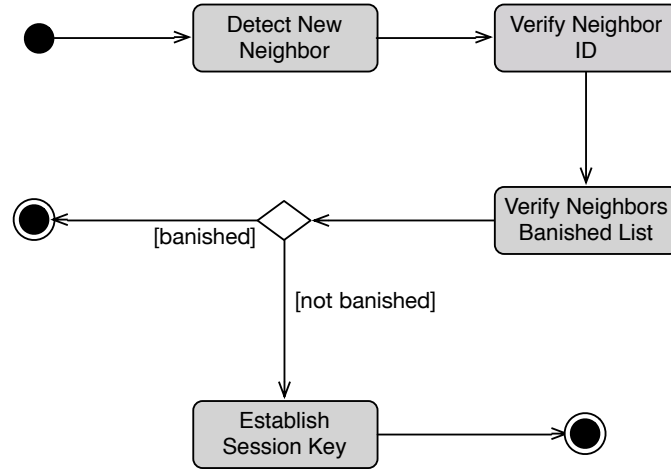 Detect New
Neighbor
Verify Neighbor
ID
Verify Neighbors
Banished List
[banished]
[not banished]
Establish
Session Key